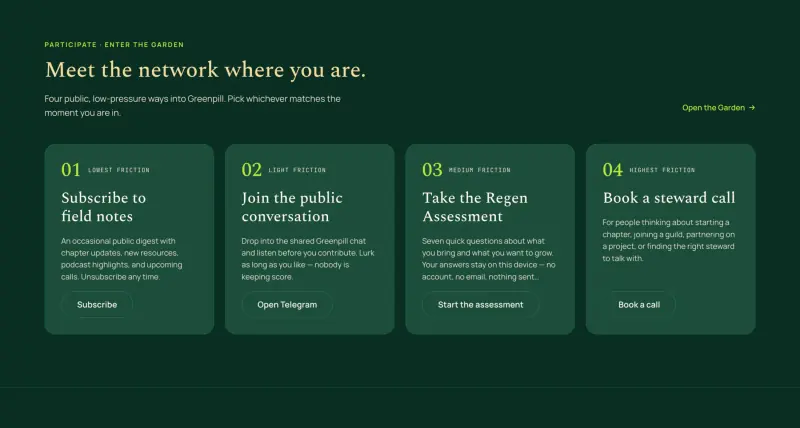 PARTICIPATE · ENTER THE GARDEN
Meet the network where you are.
Four public, low-pressure ways into Greenpill. Pick whichever matches the
moment you are in.
Open the Garden →
01 LOWEST FRICTION
Subscribe to
field notes
An occasional public digest with
chapter updates, new resources,
podcast highlights, and upcoming
calls. Unsubscribe any time.
Subscribe
02 LIGHT FRICTION
Join the public
conversation
Drop into the shared Greenpill chat
and listen before you contribute. Lurk
as long as you like — nobody is
keeping score.
Open Telegram
03 MEDIUM FRICTION
Take the Regen
Assessment
Seven quick questions about what
you bring and what you want to grow.
Your answers stay on this device — no
account, no email, nothing sent...
Start the assessment
04 HIGHEST FRICTION
Book a steward call
For people thinking about starting a
chapter, joining a guild, partnering on
a project, or finding the right steward
to talk with.
Book a call